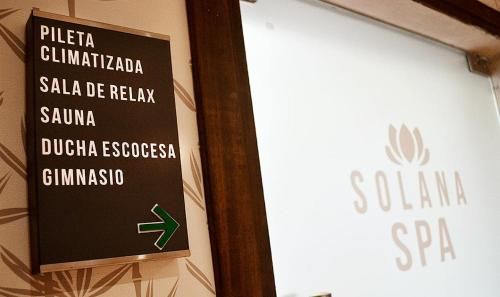 PILETA
CLIMATIZADA
SALA DE RELAX
SAUNA
DUCHA ESCOCESA
GIMNASIO
SOLANA
SPA